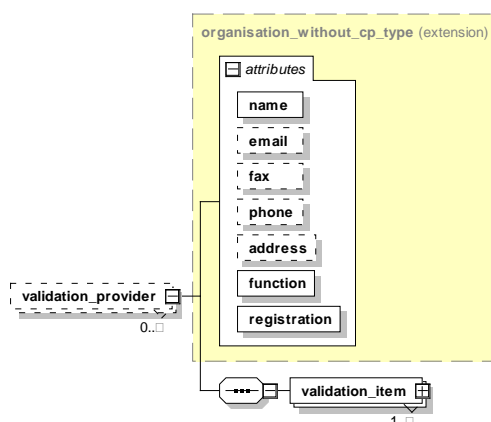 organisation_without_cp_type (extension)
attributes
name
email
fax
phone
address
function
registration
validation_provider
0..□
validation_item
1..□